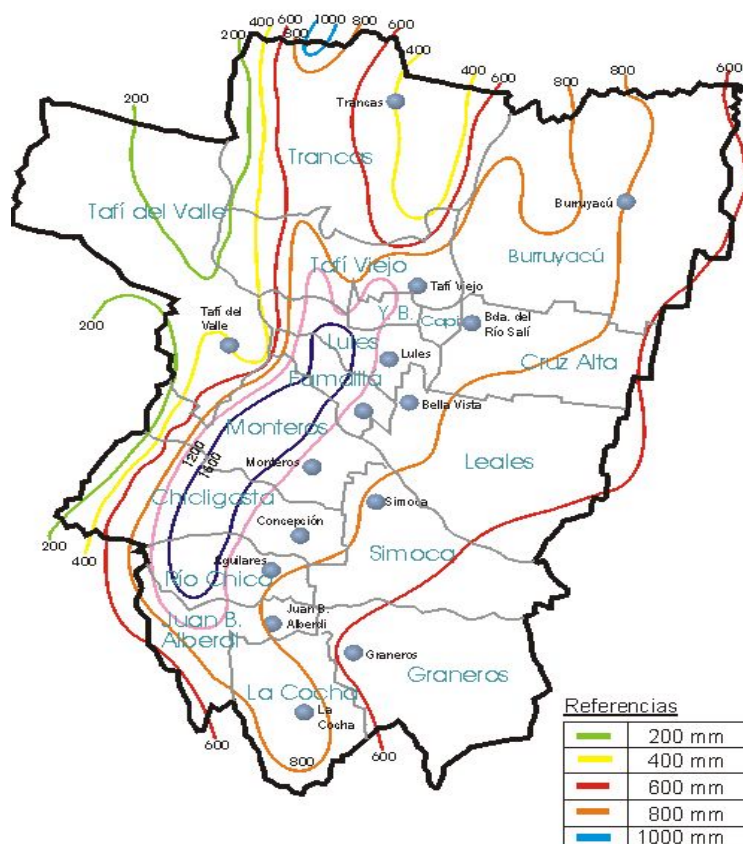 400
600
1000
800
600
200
800
400
800
800
600
400
600
200
Trancas
Trancas
Tafí del Valle
Burruyacú
Burruyacú
Tafí Viejo
Tafí Viejo
200
Tafí del
Valle
Y. B.
Capital
Bda. del
Río Salí
Lules
Lules
Cruz Alta
Famaillá
Bella Vista
Monteros
1200
1600
Monteros
Leales
Chicligasta
Simoca
Concepción
Simoca
200
400
Aguilares
Río Chico
Juan B.
Alberdi
Juan B.
Alberdi
Graneros
Graneros
La Cocha
La
Cocha
600
800
600
Referencias
200 mm
400 mm
600 mm
800 mm
1000 mm